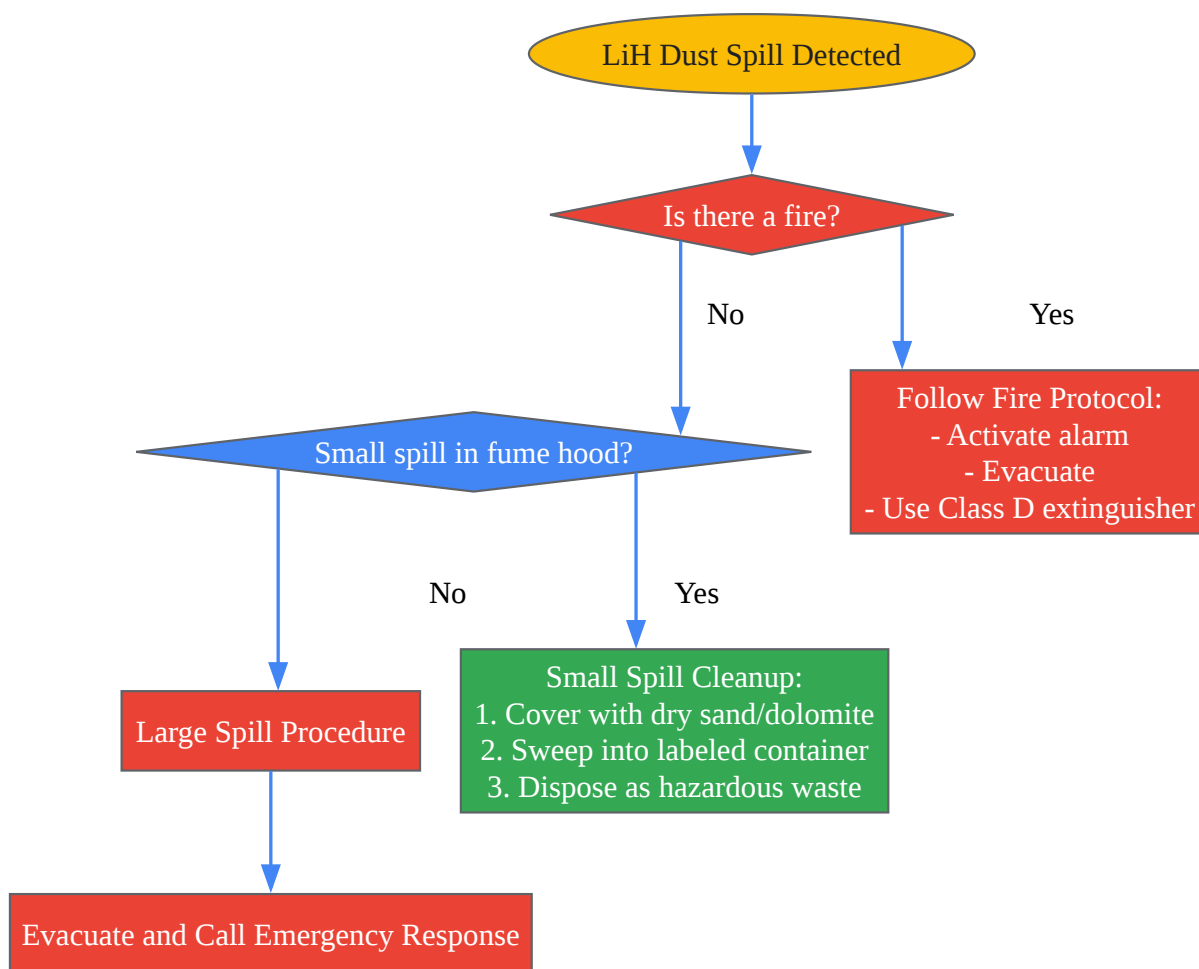 LiH Dust Spill Detected
Is there a fire?
No
Yes
Follow Fire Protocol:
- Activate alarm
- Evacuate
- Use Class D extinguisher
Small spill in fume hood?
No
Yes
Small Spill Cleanup:
1. Cover with dry sand/dolomite
2. Sweep into labeled container
3. Dispose as hazardous waste
Large Spill Procedure
Evacuate and Call Emergency Response